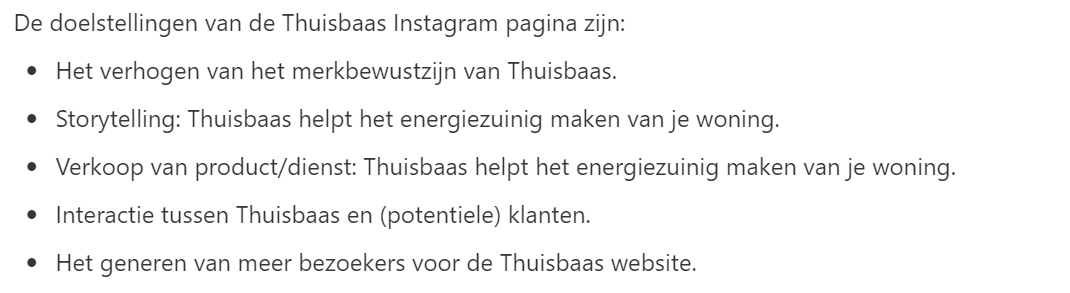 De doelstellingen van de Thuisbaas Instagram pagina zijn:
• Het verhogen van het merkbewustzijn van Thuisbaas.
• Storytelling: Thuisbaas helpt het energiezuinig maken van je woning.
• Verkoop van product/dienst: Thuisbaas helpt het energiezuinig maken van je woning.
• Interactie tussen Thuisbaas en (potentiele) klanten.
• Het generen van meer bezoekers voor de Thuisbaas website.